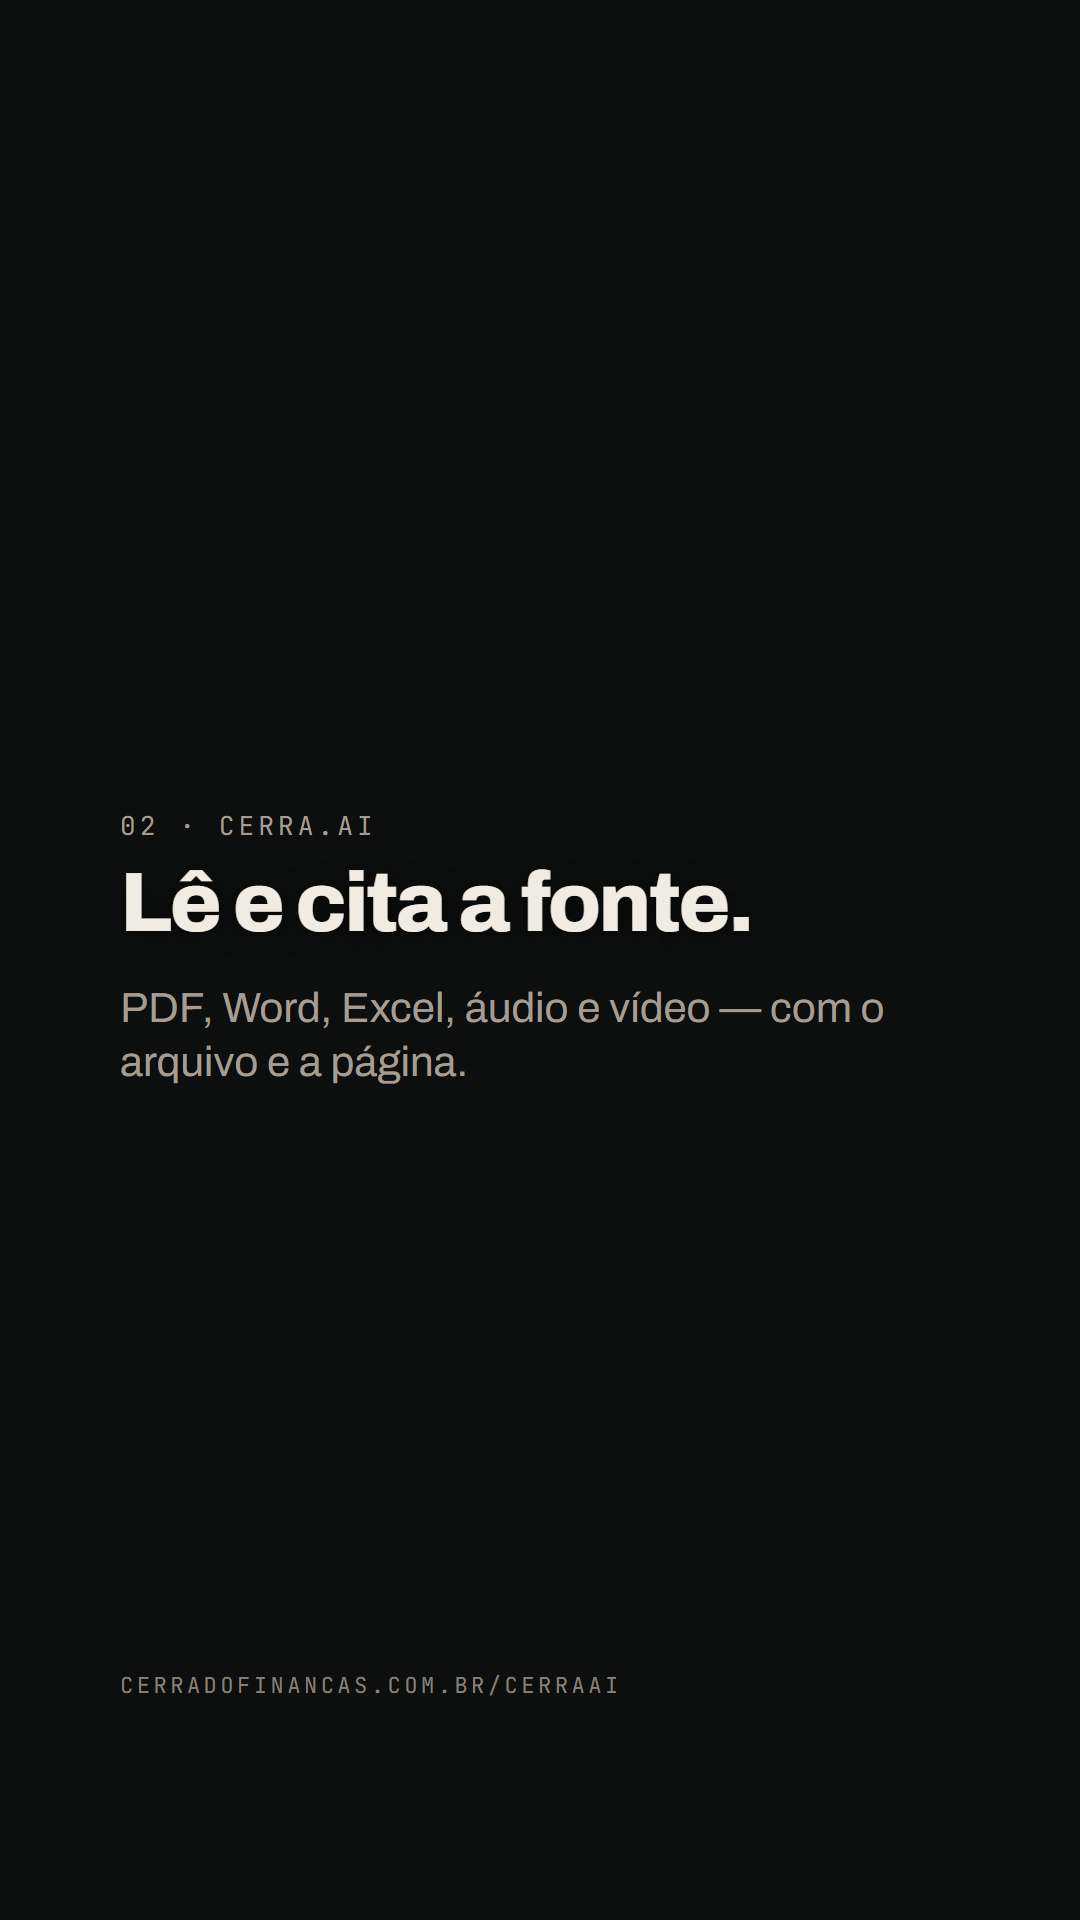 02 · CERRA.AI
Lê e cita a fonte.
PDF, Word, Excel, áudio e vídeo — com o
arquivo e a página.
CERRADOFINANCAS.COM.BR/CERRAAI